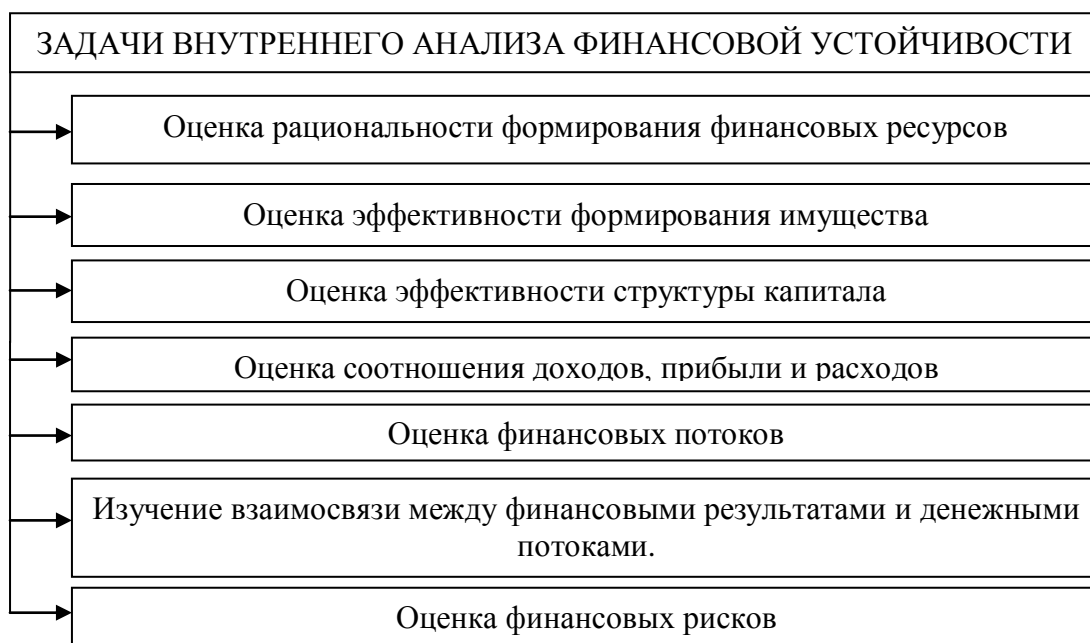 ЗАДАЧИ ВНУТРЕННЕГО АНАЛИЗА ФИНАНСОВОЙ УСТОЙЧИВОСТИ
Оценка рациональности формирования финансовых ресурсов
Оценка эффективности формирования имущества
Оценка эффективности структуры капитала
Оценка соотношения доходов, прибыли и расходов
Оценка финансовых потоков
Изучение взаимосвязи между финансовыми результатами и денежными
потоками.
Оценка финансовых рисков